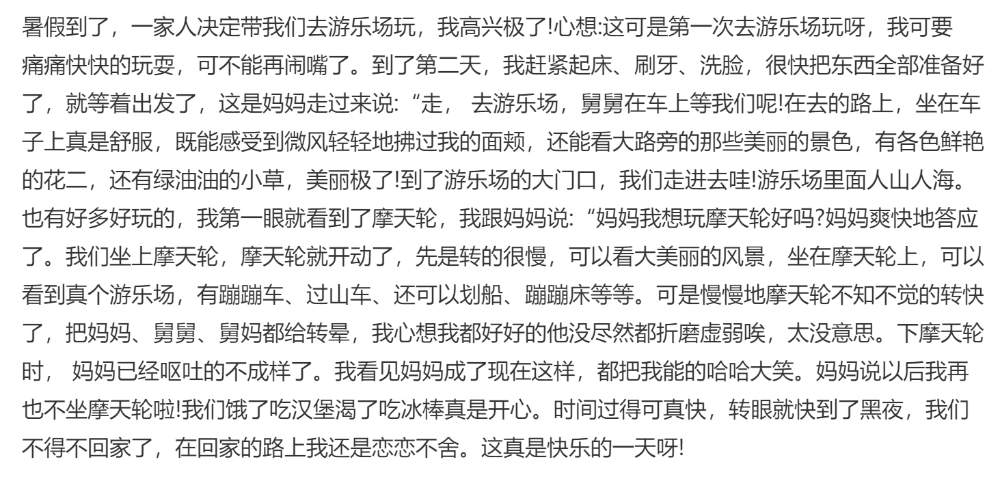 暑假到了，一家人决定带我们去游乐场玩，我高兴极了!心想:这可是第一次去游乐场玩呀，我可要
痛痛快快的玩耍，可不能再闹嘴了。到了第二天，我赶紧起床、刷牙、洗脸，很快把东西全部准备好
了，就等着出发了，这是妈妈走过来说:“走， 去游乐场，舅舅在车上等我们呢!在去的路上，坐在车
子上真是舒服，既能感受到微风轻轻地拂过我的面颊，还能看大路旁的那些美丽的景色，有各色鲜艳
的花二，还有绿油油的小草，美丽极了!到了游乐场的大门口，我们走进去哇!游乐场里面人山人海。
也有好多好玩的，我第一眼就看到了摩天轮，我跟妈妈说:“妈妈我想玩摩天轮好吗?妈妈爽快地答应
了。我们坐上摩天轮，摩天轮就开动了，先是转的很慢，可以看大美丽的风景，坐在摩天轮上，可以
看到真个游乐场，有蹦蹦车、过山车、还可以划船、蹦蹦床等等。可是慢慢地摩天轮不知不觉的转快
了，把妈妈、舅舅、舅妈都给转晕，我心想我都好好的他没尽然都折磨虚弱唉，太没意思。下摩天轮
时， 妈妈已经呕吐的不成样了。我看见妈妈成了现在这样，都把我能的哈哈大笑。妈妈说以后我再
也不坐摩天轮啦!我们饿了吃汉堡渴了吃冰棒真是开心。时间过得可真快，转眼就快到了黑夜，我们
不得不回家了，在回家的路上我还是恋恋不舍。这真是快乐的一天呀!